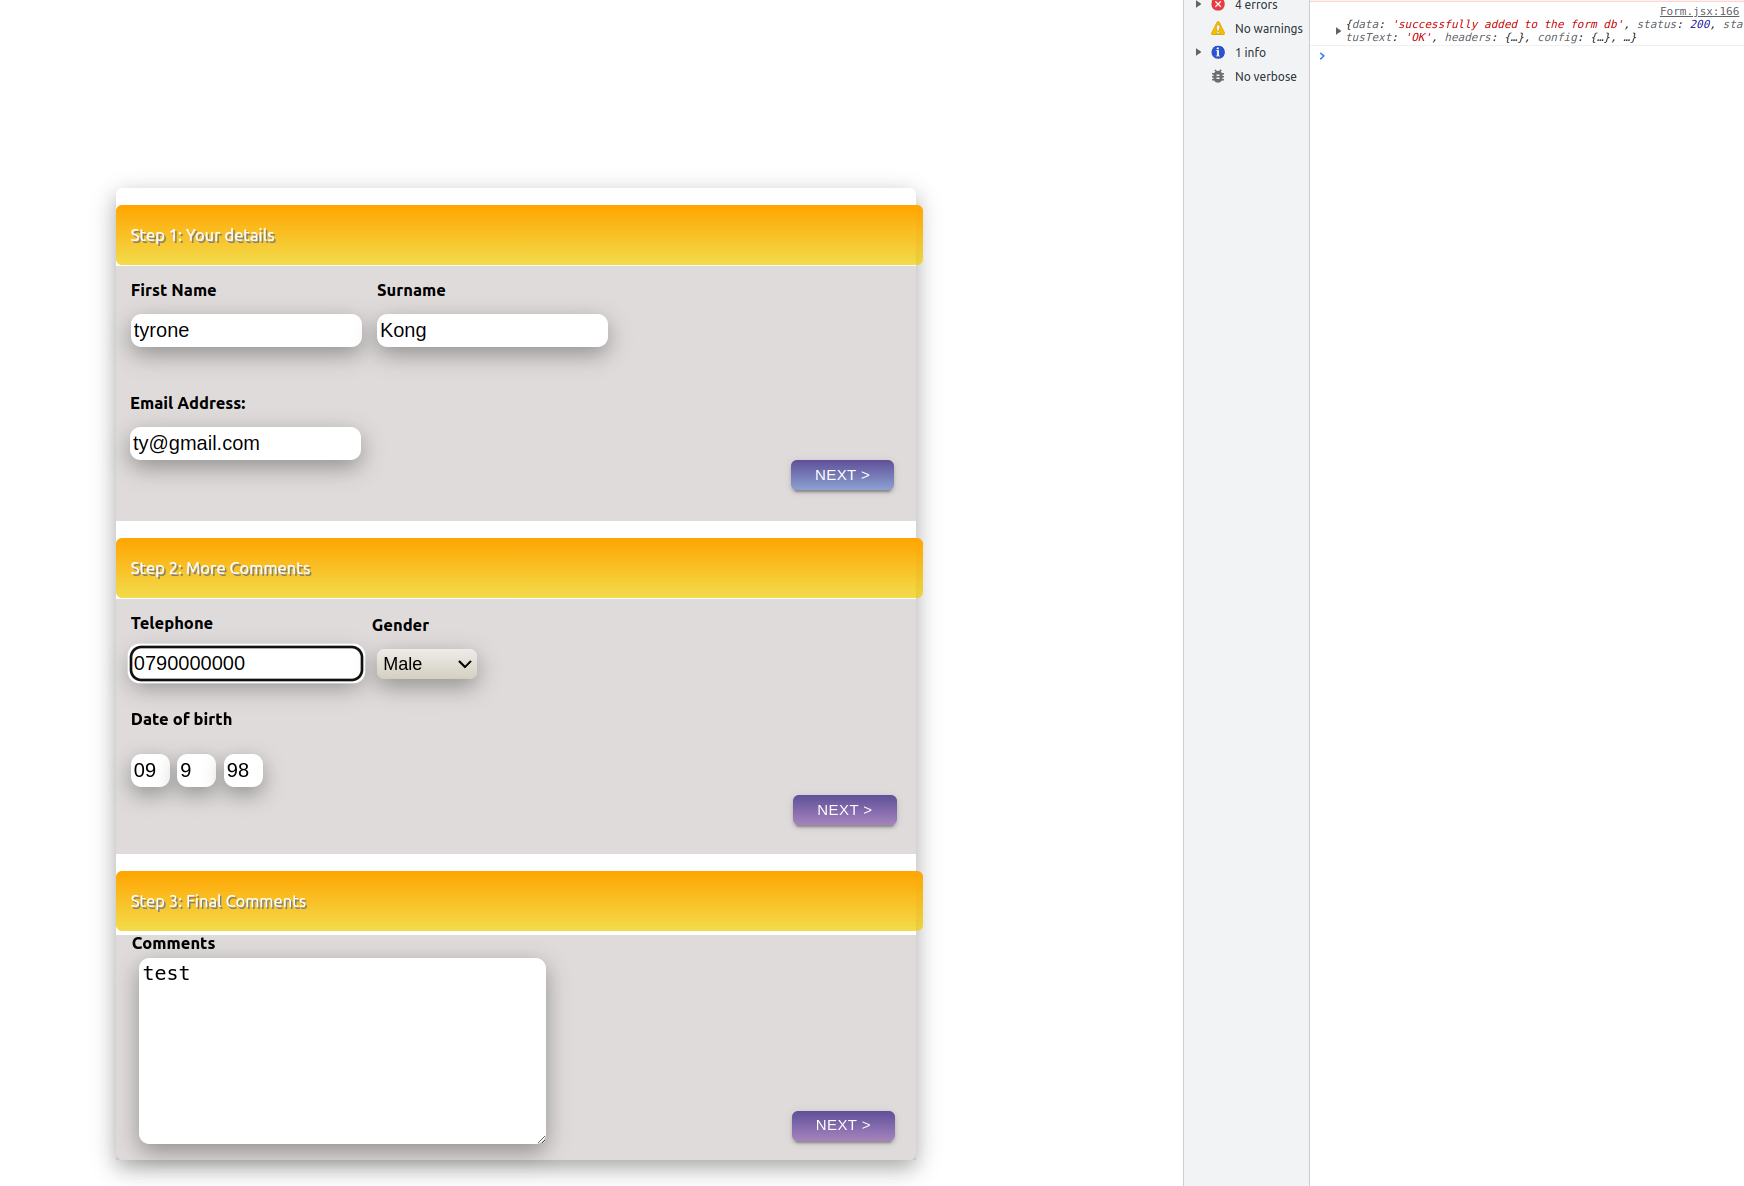 Step 1: Your details
First Name Surname
tyrone Kong
Email Address:
ty@gmail.com
NEXT >
Step 2: More Comments
Telephone Gender
0790000000 Male
Date of birth
09 9 98
NEXT >
Step 3: Final Comments
Comments
test
NEXT >
4 errors
No warnings
1 info
No verbose
Form.jsx:166
{data: 'successfully added to the form db', status: 200, sta
tusText: 'OK', headers: {…}, config: {…}, …}